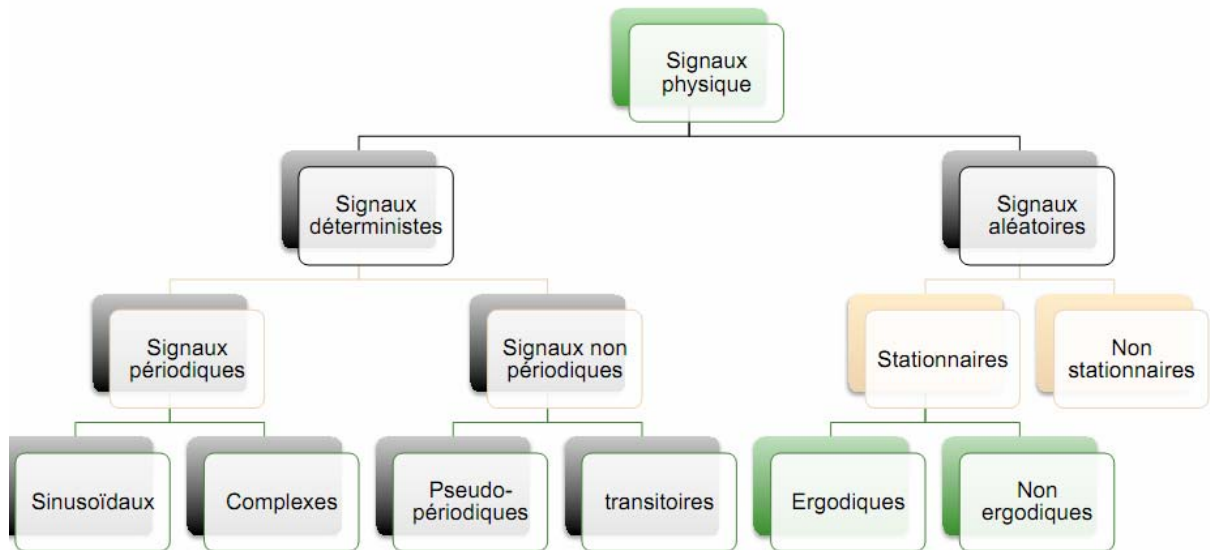 Signaux
physique
Signaux
déterministes
Signaux
aléatoires
Signaux
périodiques
Signaux non
périodiques
Stationnaires
Non
stationnaires
Sinusoïdaux
Complexes
Pseudo-
périodiques
transitoires
Ergodiques
Non
ergodiques